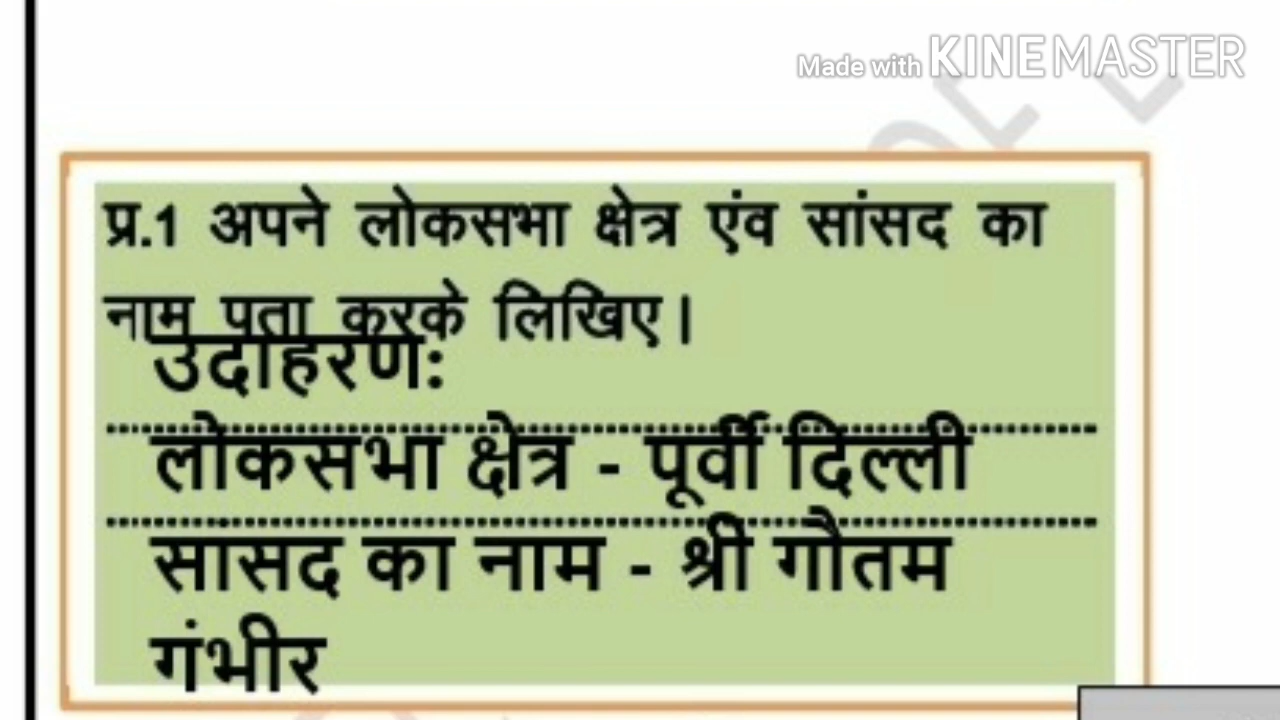 Made with KINEMASTER
प्र.1 अपने लोकसभा क्षेत्र एंव सांसद का
नाम पता करके लिखिए।
उदाहरण:
लोकसभा क्षेत्र - पूर्वी दिल्ली
सांसद का नाम - श्री गौतम
गंभीर